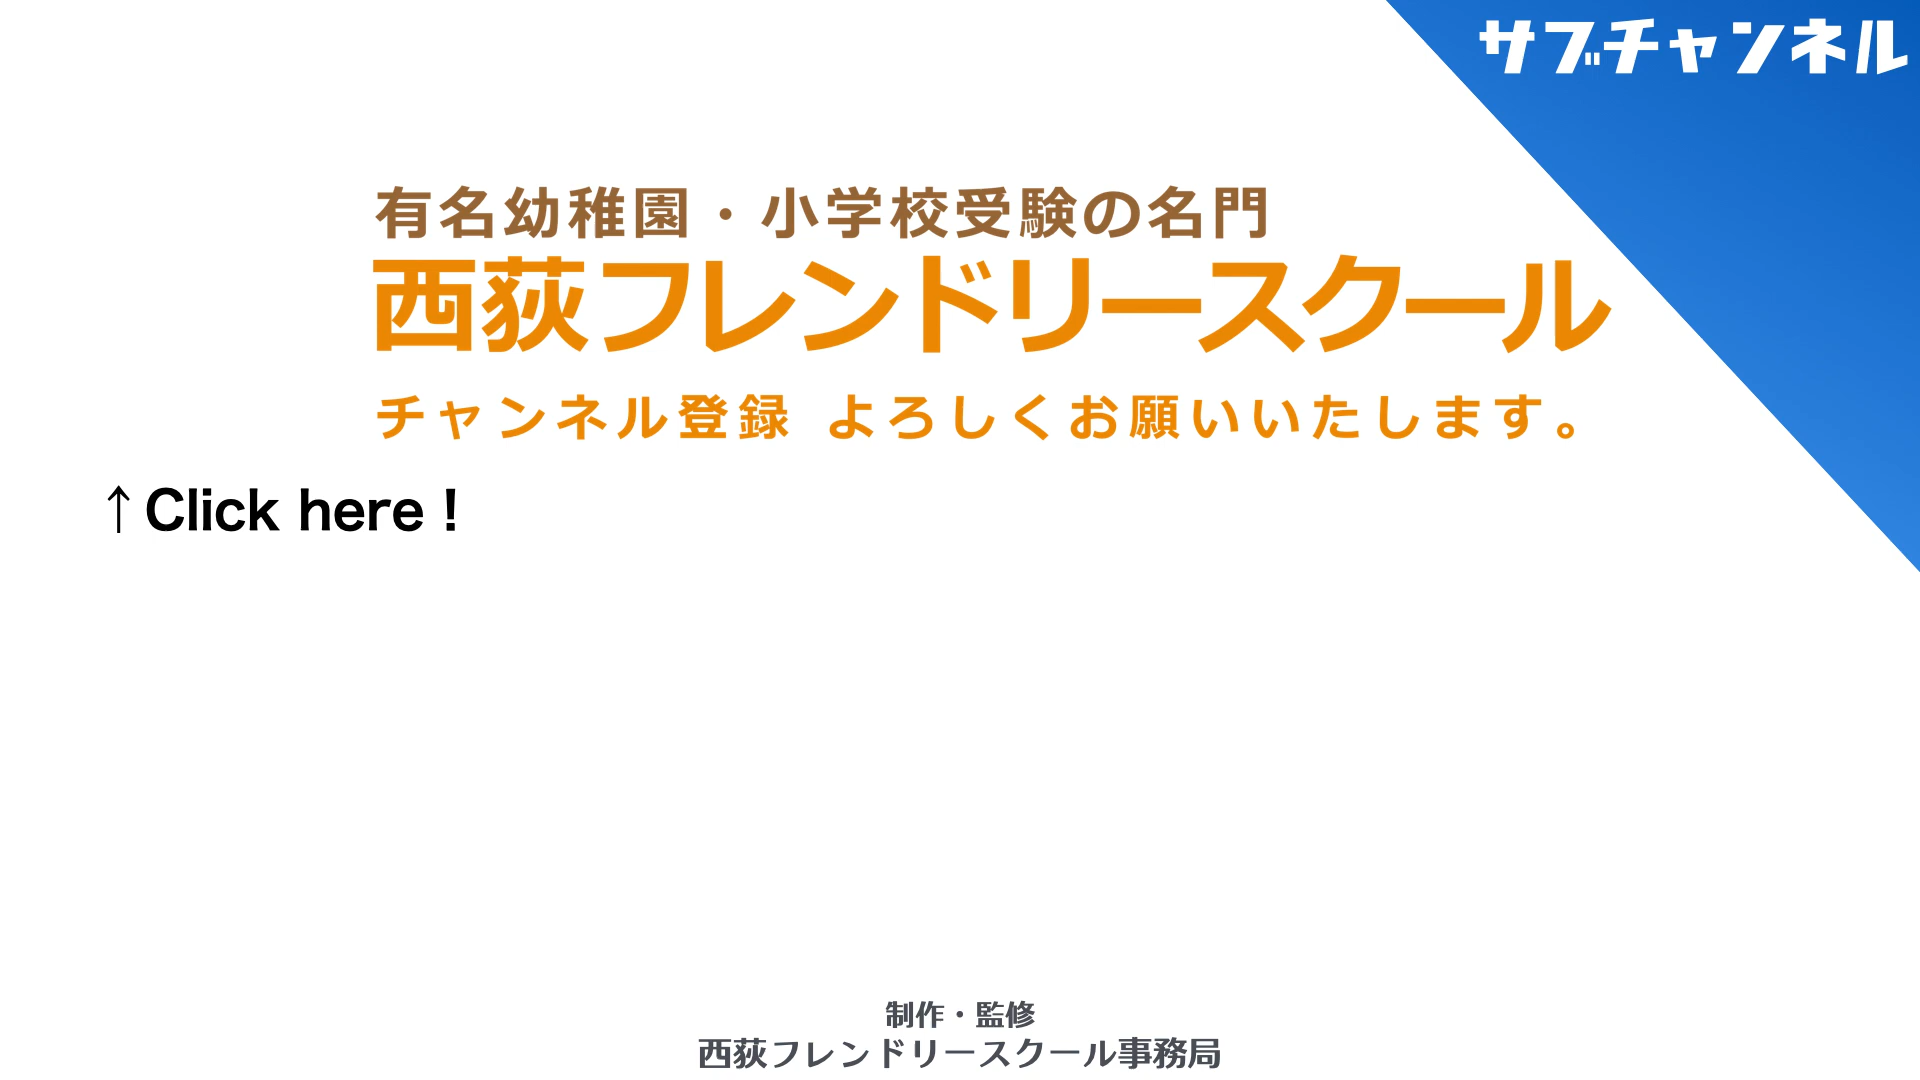 サブチャンネル
有名幼稚園・小学校受験の名門
西荻フレンドリースクール
チャンネル登録 よろしくお願いいたします。
↑Click here !
制作・監修
西荻フレンドリースクール事務局